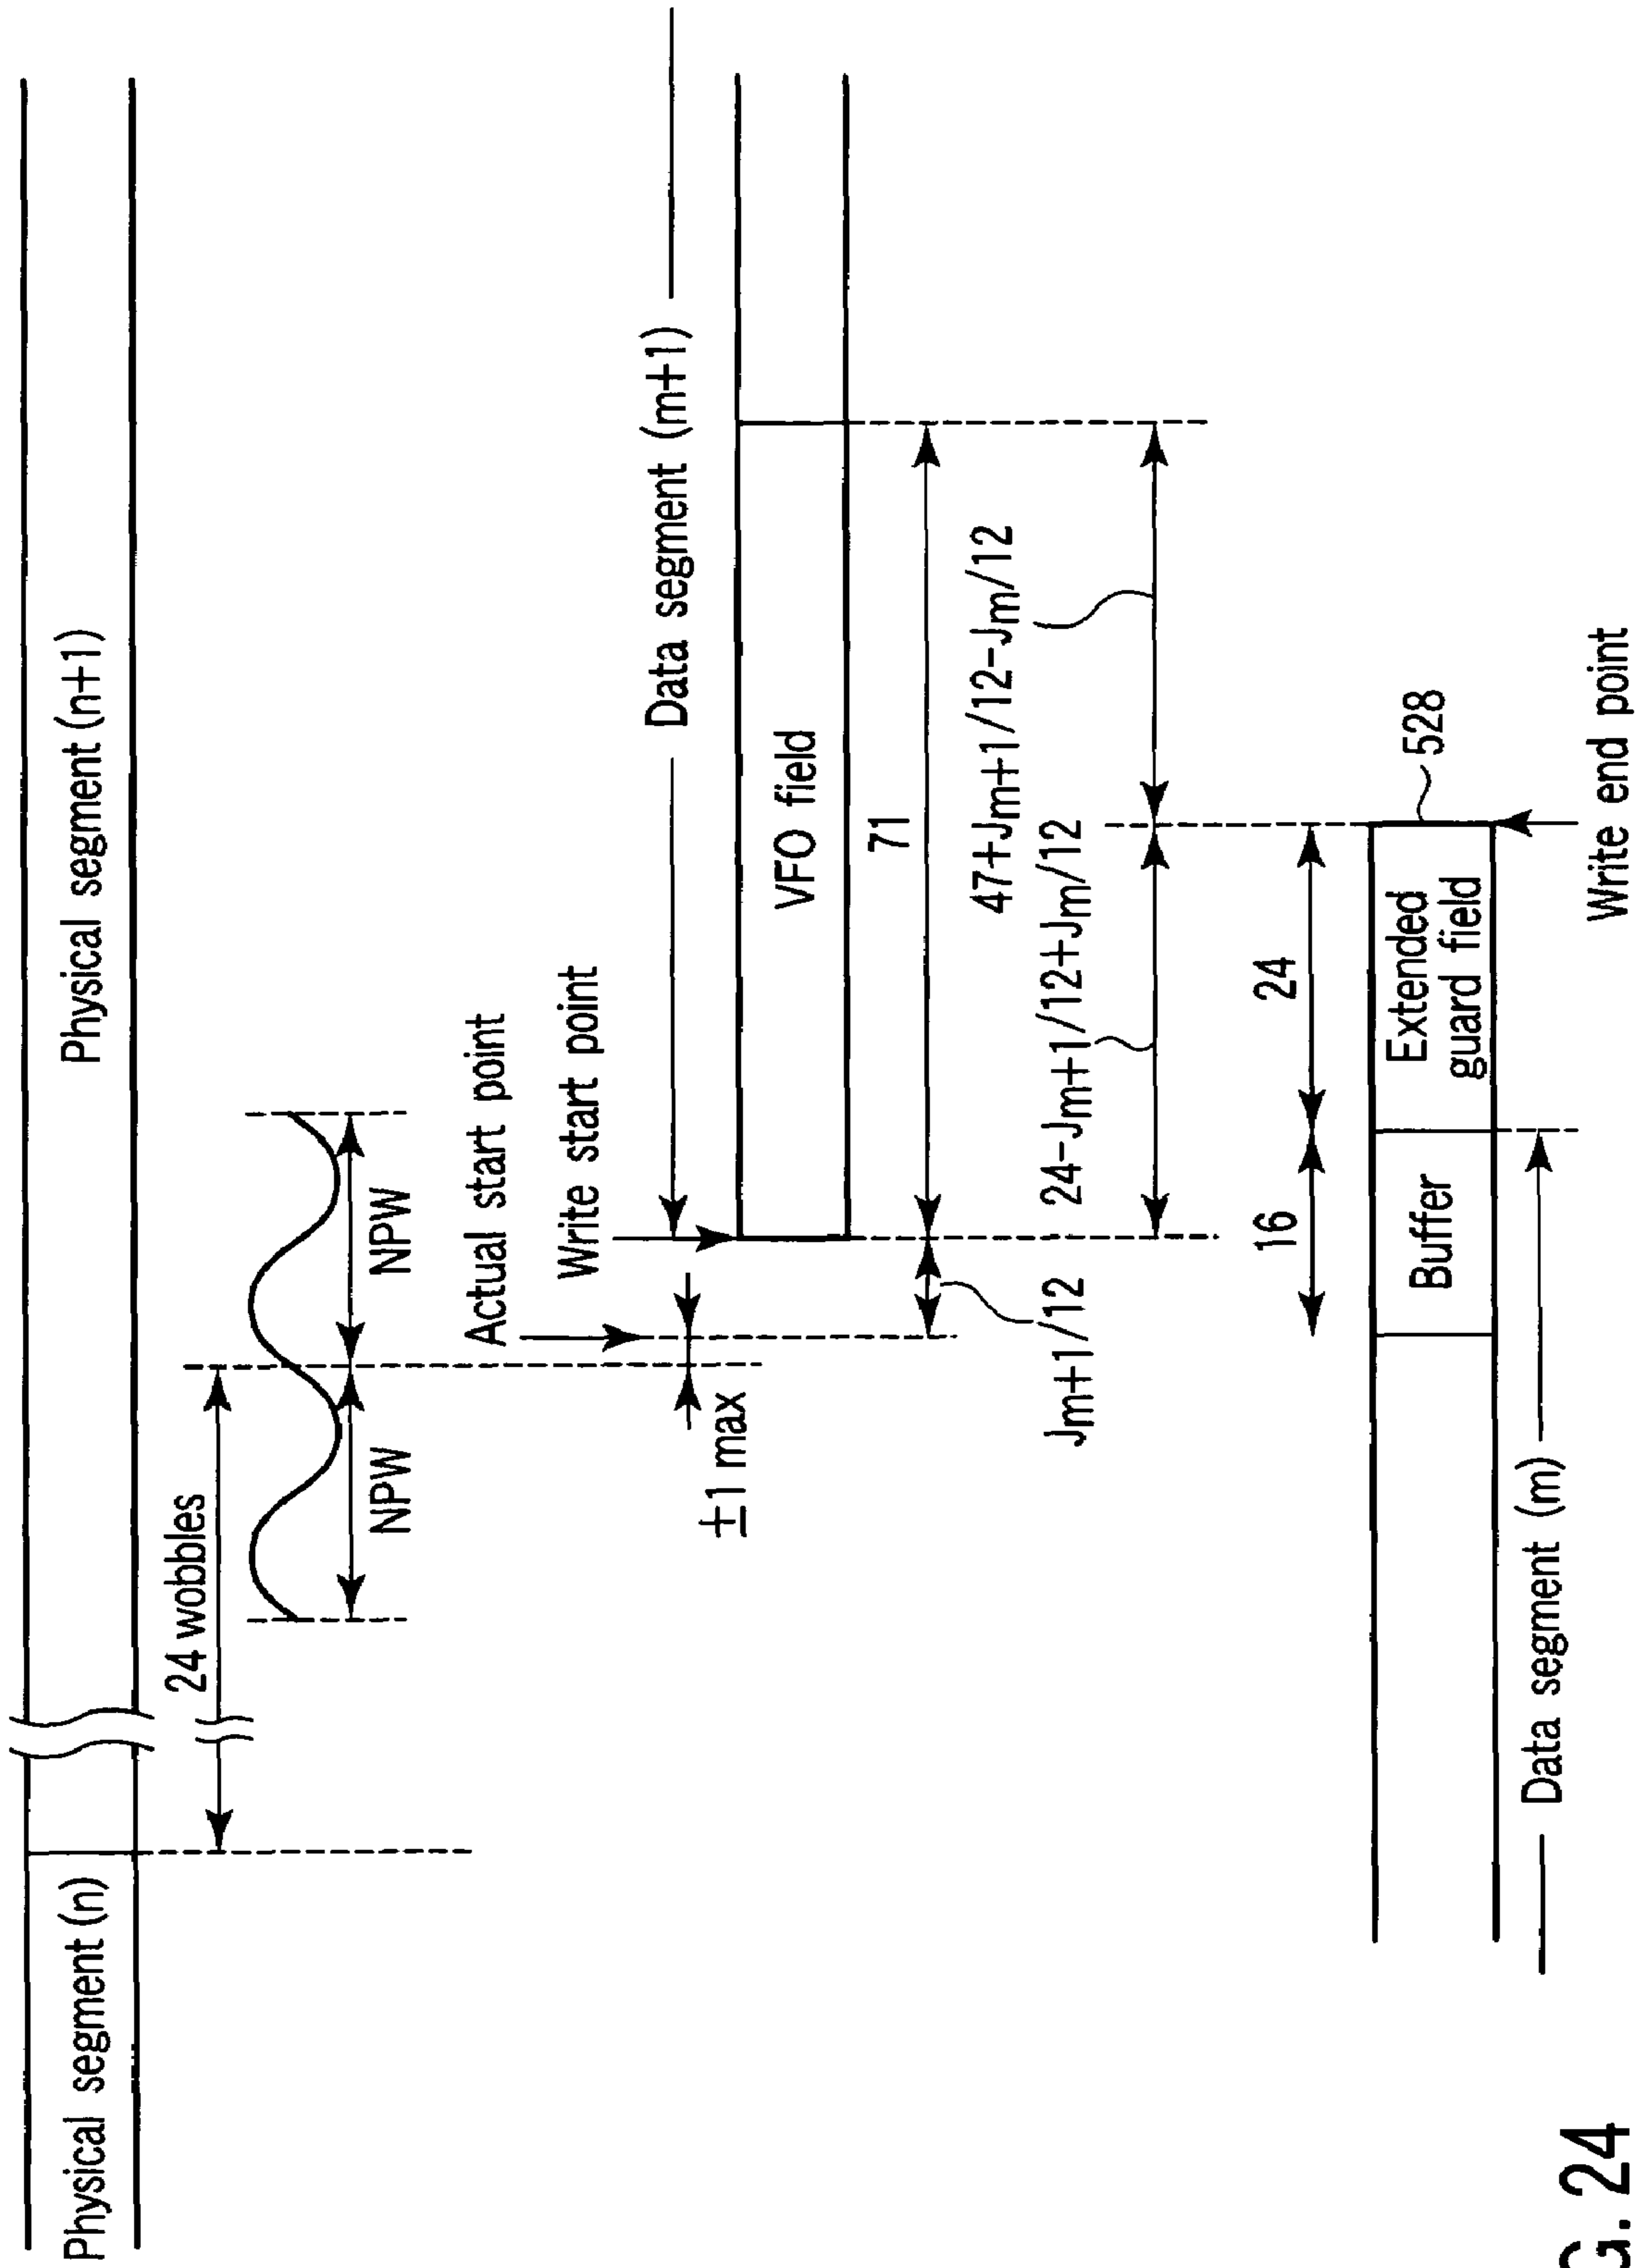 Physical segment (n)
Physical segment (n+1)
24 wobbles
NPW
NPW
Actual start point
Write start point
±1 max
Data segment (m+1)
VFO field
71
Jm+1/12
47+Jm+1/12-Jm/12
24-Jm+1/12+Jm/12
16
24
Buffer
Extended
guard field
528
Data segment (m)
Write end point
G. 24